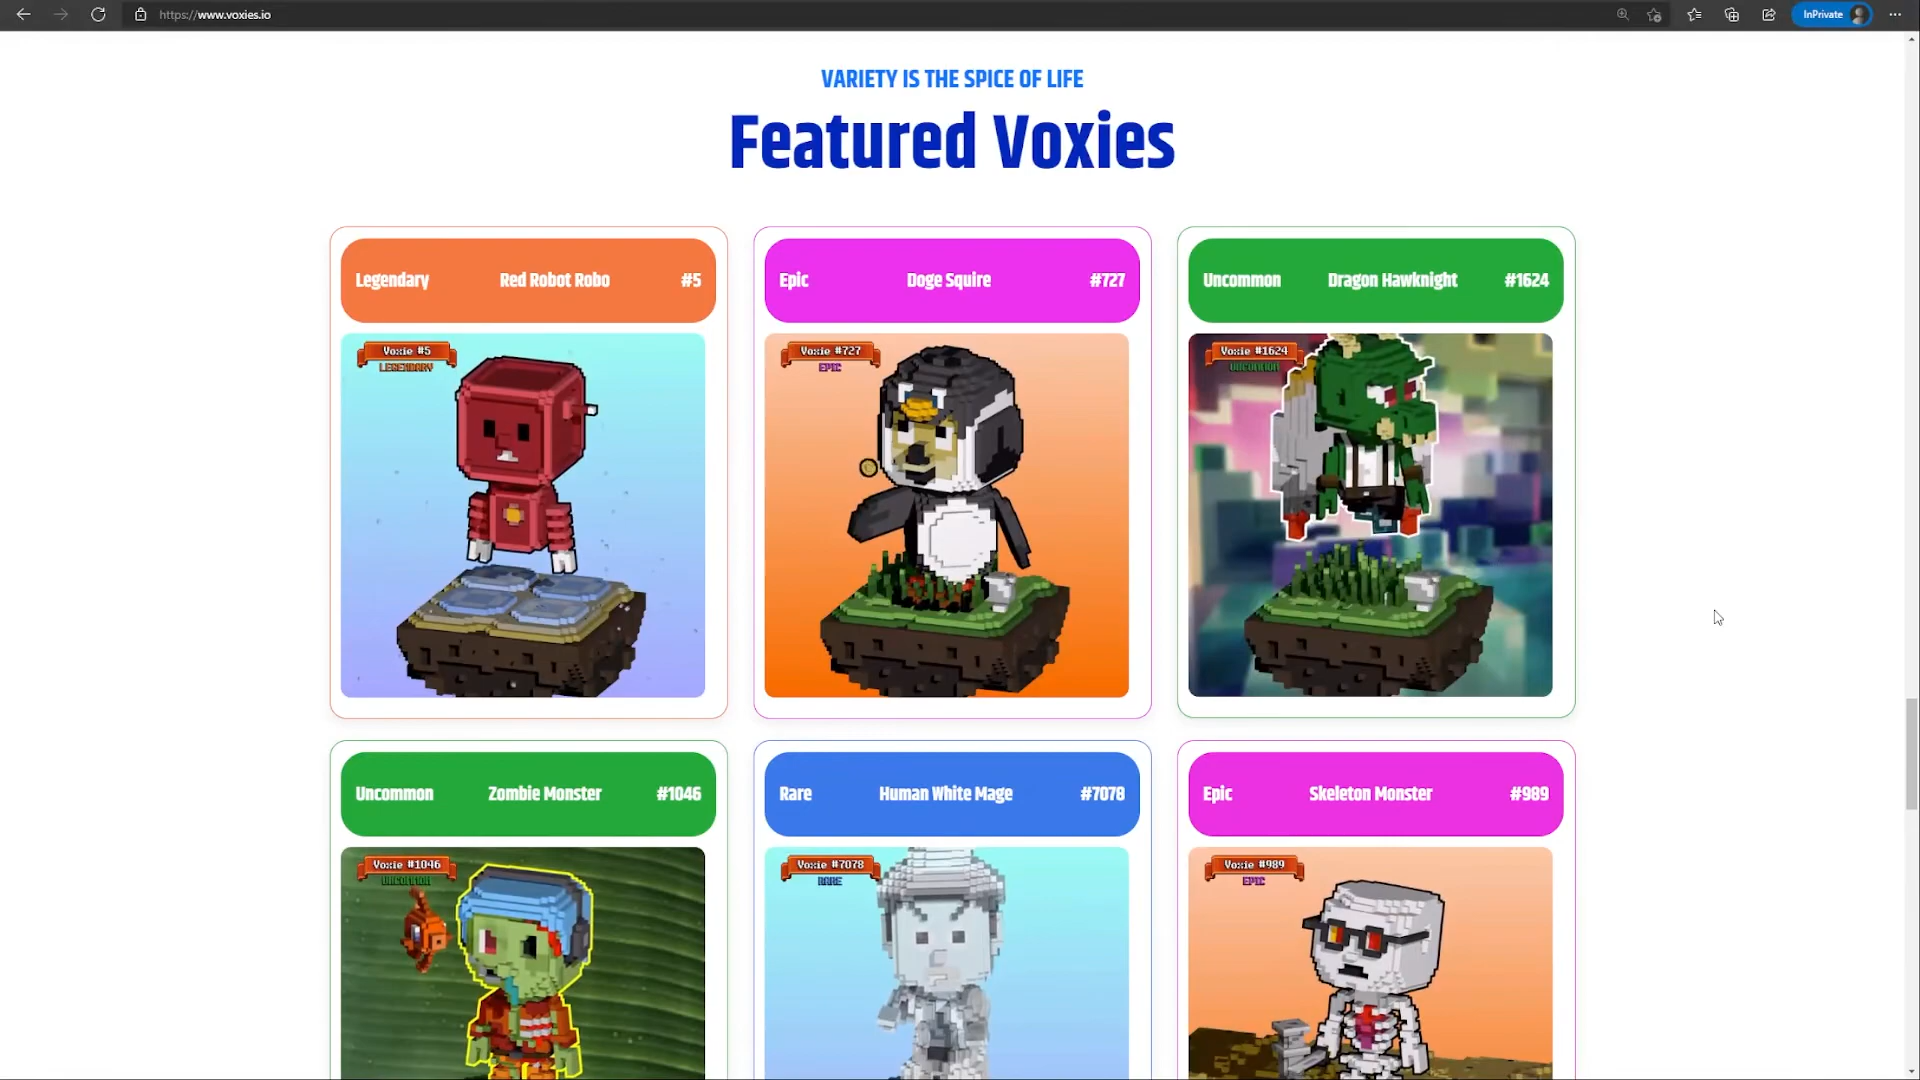 https://www.voxies.io
InPrivate
VARIETY IS THE SPICE OF LIFE
Featured Voxies
Legendary Red Robot Robo #5
Voxie #5
LEGENDARY
Epic Doge Squire #727
Voxie #727
EPIC
Uncommon Dragon Hawknight #1624
Voxie #1624
UNCOMMON
Uncommon Zombie Monster #1046
Voxie #1046
UNCOMMON
Rare Human White Mage #7078
Voxie #7078
RARE
Epic Skeleton Monster #989
Voxie #989
EPIC